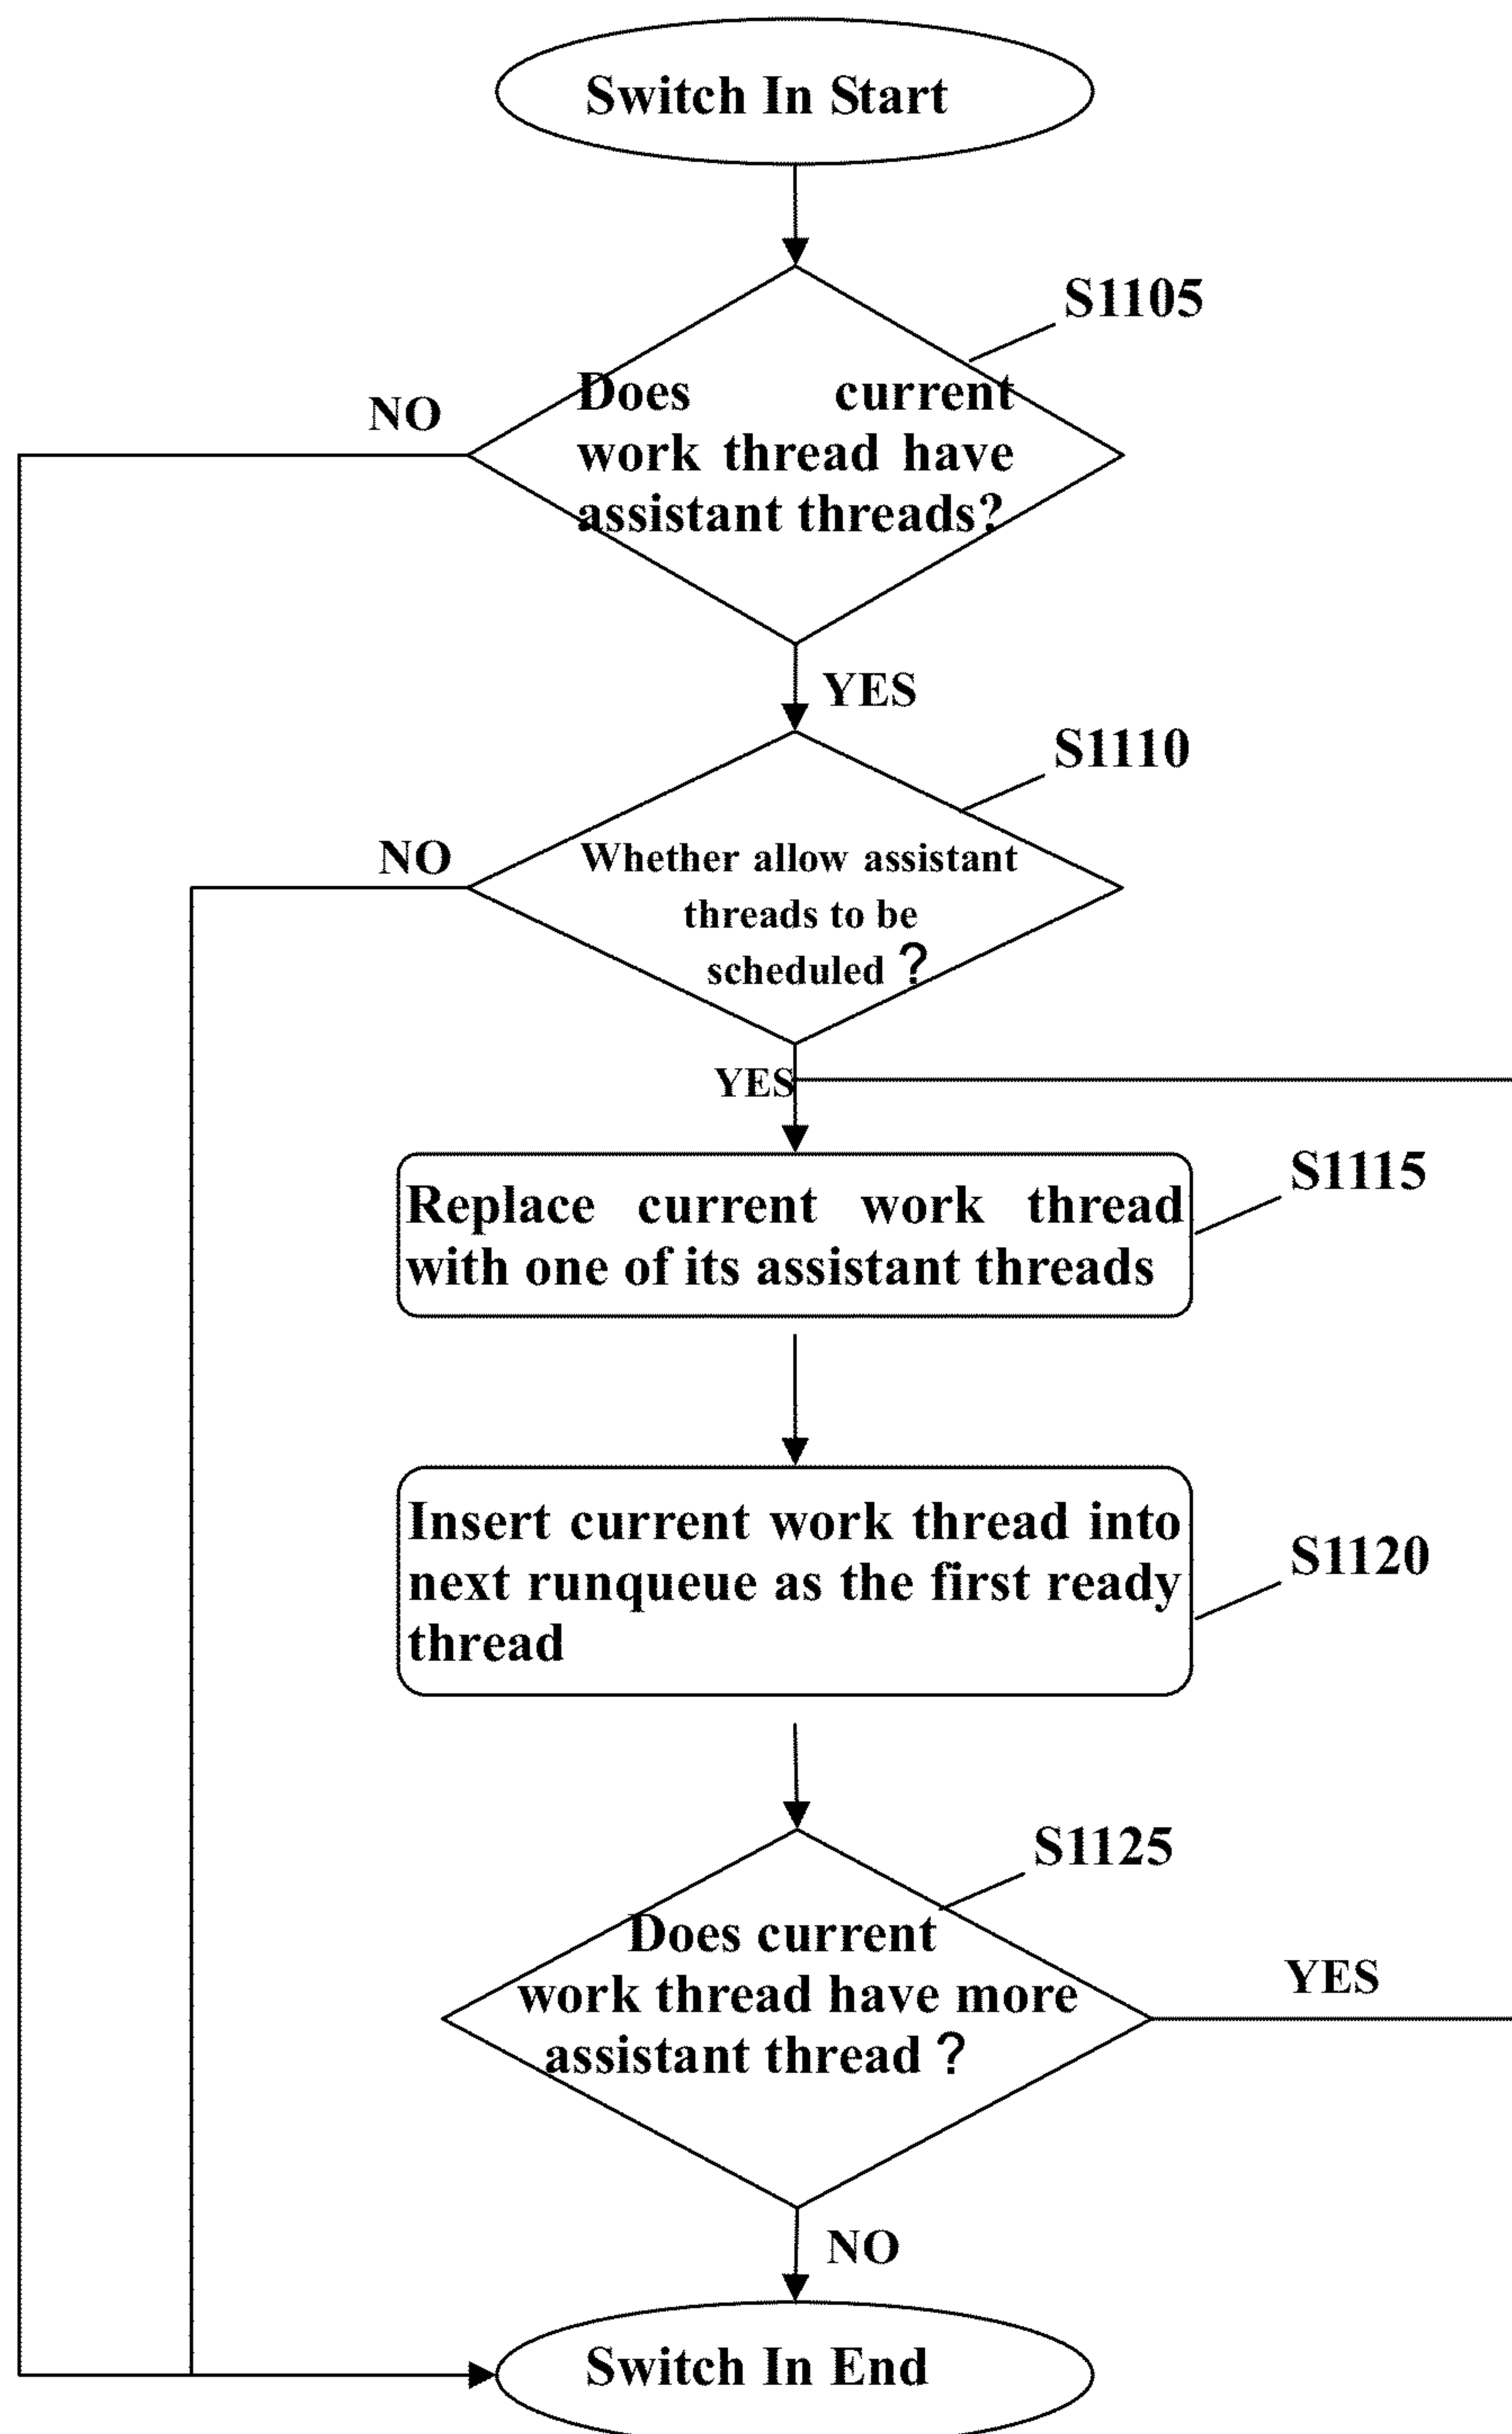 Switch In Start
S1105
NO
Does current
work thread have
assistant threads?
YES
S1110
NO
Whether allow assistant
threads to be
scheduled ?
YES
S1115
Replace current work thread
with one of its assistant threads
Insert current work thread into
next runqueue as the first ready
thread
S1120
S1125
Does current
work thread have more
assistant thread ?
YES
NO
Switch In End